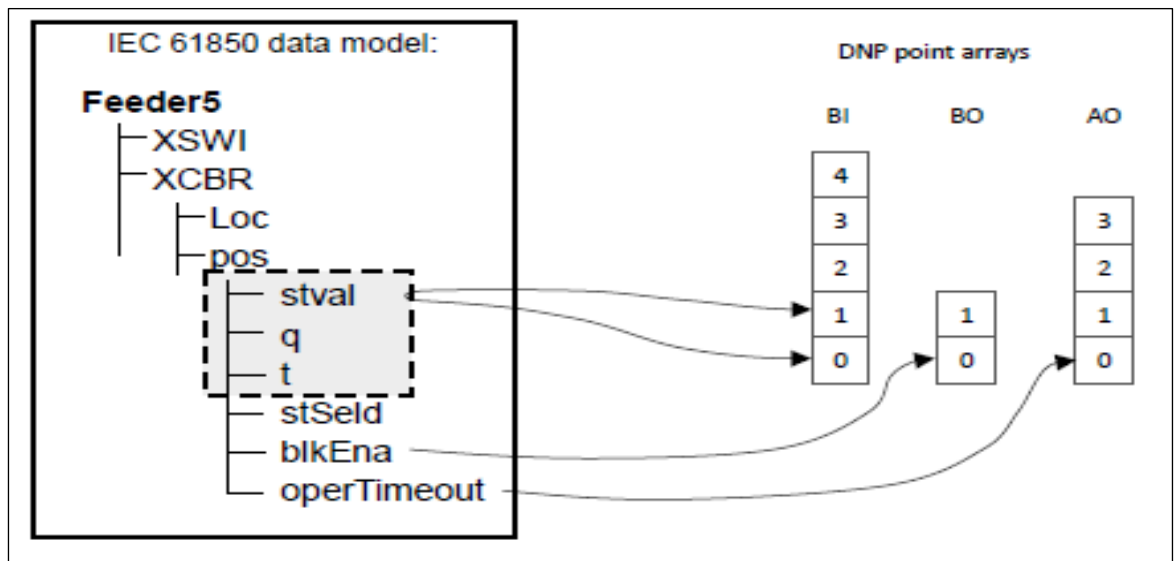 IEC 61850 data model:
Feeder5
XSWI
XCBR
Loc
pos
stval
q
t
stSeld
blkEna
operTimeout
DNP point arrays
BI BO AO
4
3 3
2 2
1 1 1
0 0 0